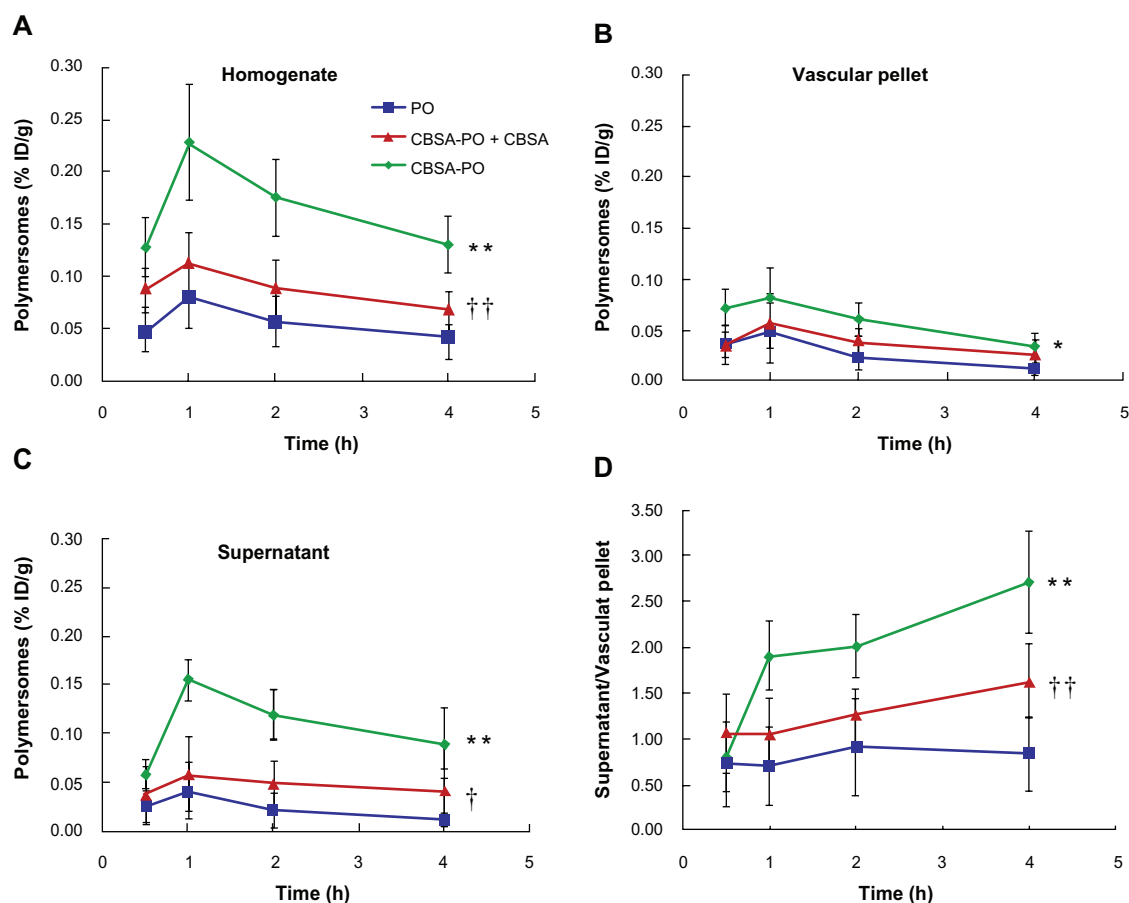 A
Homogenate
Polymersomes (% ID/g)
0.30
0.25
0.20
0.15
0.10
0.05
0.00
PO
CBSA-PO + CBSA
CBSA-PO
**
††
0 1 2 3 4 5
Time (h)
B
Vascular pellet
Polymersomes (% ID/g)
0.30
0.25
0.20
0.15
0.10
0.05
0.00
*
0 1 2 3 4 5
Time (h)
C
Supernatant
Polymersomes (% ID/g)
0.30
0.25
0.20
0.15
0.10
0.05
0.00
**
†
0 1 2 3 4 5
Time (h)
D
Supernatant/Vasculat pellet
3.50
3.00
2.50
2.00
1.50
1.00
0.50
0.00
**
††
0 1 2 3 4 5
Time (h)